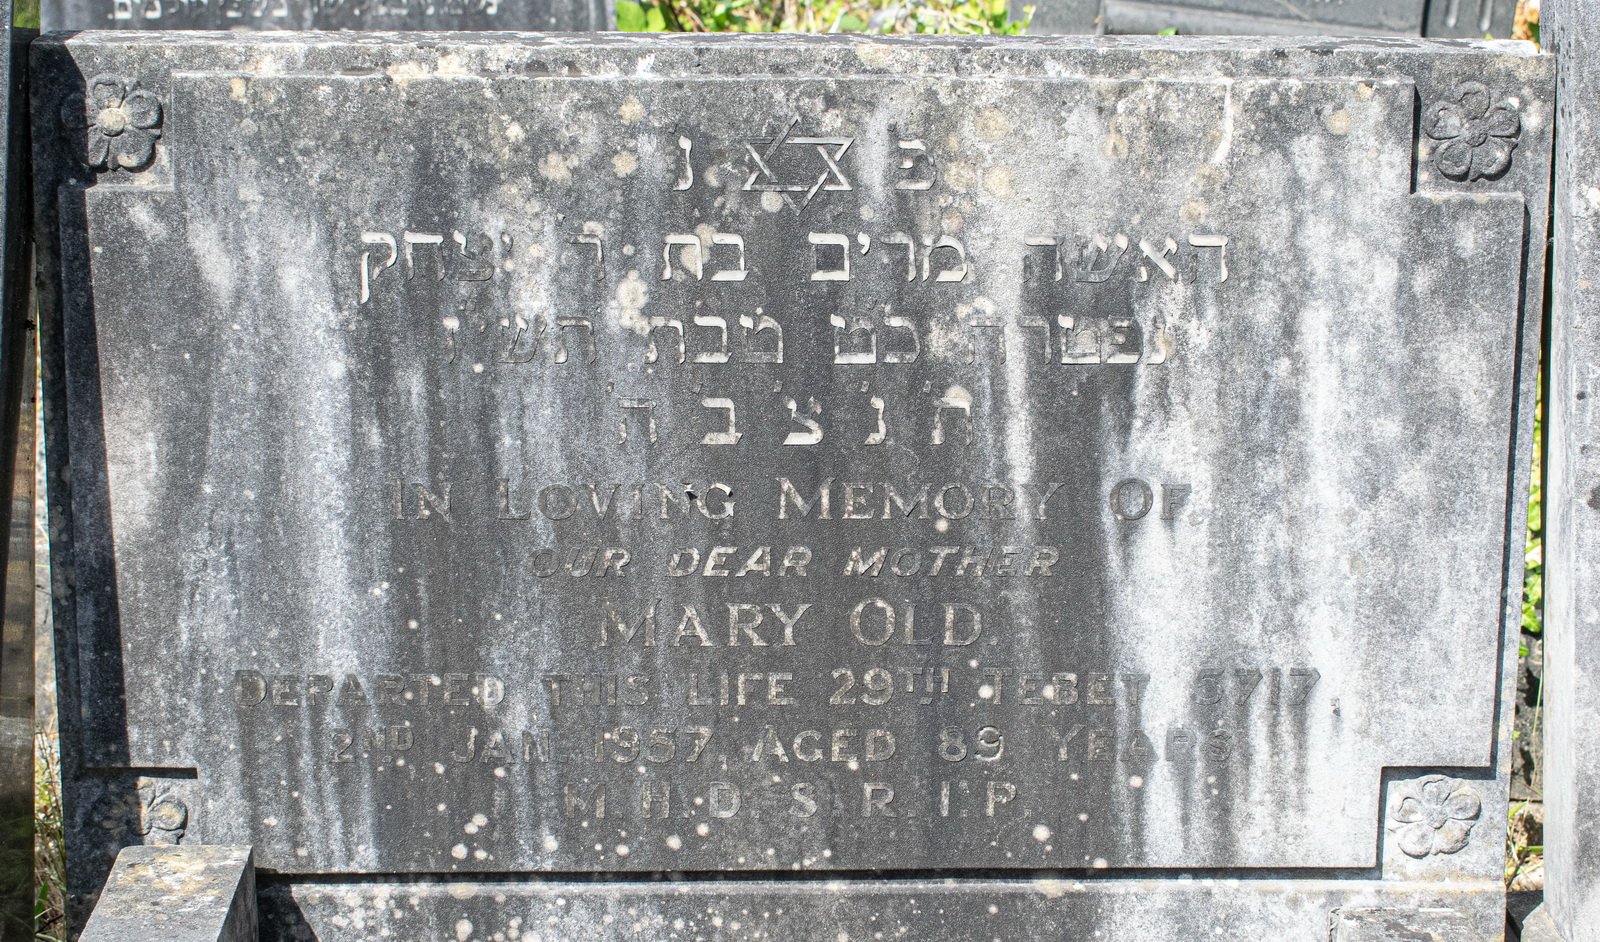 פ נ
האשה מרים בת ר' יצחק
נפטרה כ"ט טבת תשי"ז
ת' נ' צ' ב' ה'
IN LOVING MEMORY OF.
OUR DEAR MOTHER
MARY OLD.
DEPARTED THIS LIFE 29TH TEBET 5717,
2ND JAN. 1957, AGED 89 YEARS
M.H.D.S.R.I.P.